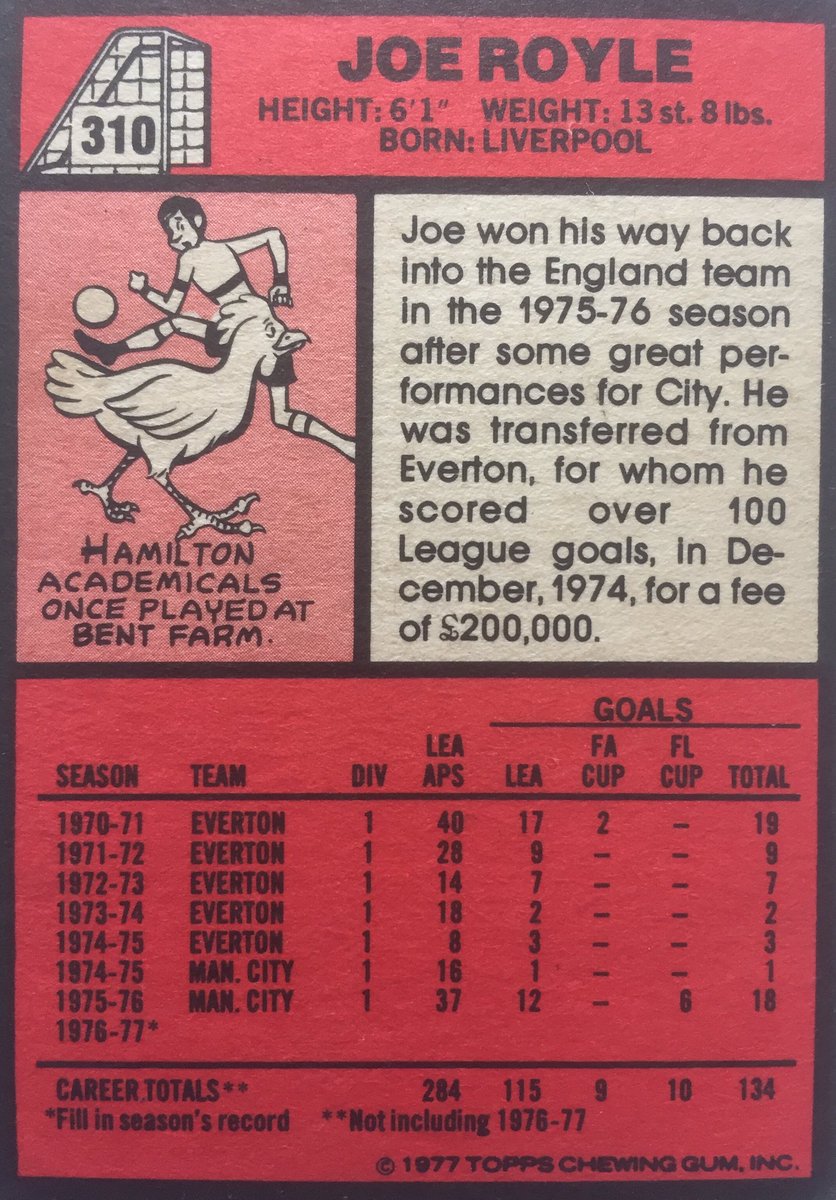 310
JOE ROYLE
HEIGHT: 6'1" WEIGHT: 13 st. 8 lbs.
BORN: LIVERPOOL
HAMILTON
ACADEMICALS
ONCE PLAYED AT
BENT FARM.
Joe won his way back
into the England team
in the 1975-76 season
after some great per-
formances for City. He
was transferred from
Everton, for whom he
scored over 100
League goals, in De-
cember, 1974, for a fee
of £200,000.
GOALS
SEASON TEAM DIV LEA APS LEA FA CUP FL CUP TOTAL
1970-71 EVERTON 1 40 17 2 – 19
1971-72 EVERTON 1 28 9 – – 9
1972-73 EVERTON 1 14 7 – – 7
1973-74 EVERTON 1 18 2 – – 2
1974-75 EVERTON 1 8 3 – – 3
1974-75 MAN. CITY 1 16 1 – – 1
1975-76 MAN. CITY 1 37 12 – 6 18
1976-77*
CAREER TOTALS** 284 115 9 10 134
*Fill in season's record **Not including 1976-77
© 1977 TOPPS CHEWING GUM, INC.